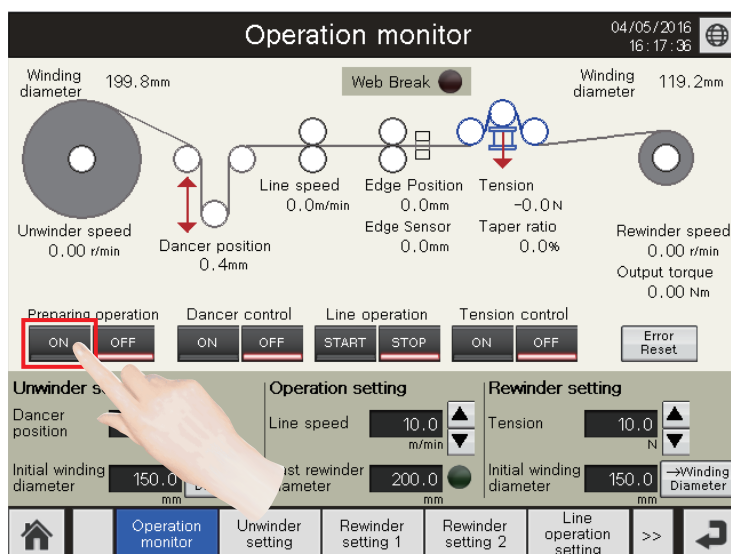 Operation monitor
04/05/2016
16:17:36
Winding
diameter
199.8mm
Web Break
Winding
diameter
119.2mm
Line speed
0.0m/min
Edge Position
0.0mm
Tension
-0.0N
Edge Sensor
0.0mm
Taper ratio
0.0%
Unwinder speed
0.00 r/min
Dancer position
0.4mm
Rewinder speed
0.00 r/min
Output torque
0.00 Nm
Preparing operation
Dancer control
Line operation
Tension control
ON
OFF
ON
OFF
START
STOP
ON
OFF
Error
Reset
Unwinder
Operation setting
Rewinder setting
Dancer
position
Line speed
10.0
m/min
Tension
10.0
N
Initial winding
diameter
150.0
mm
200.0
mm
Initial winding
diameter
150.0
mm
→Winding
Diameter
Operation
monitor
Unwinder
setting
Rewinder
setting 1
Rewinder
setting 2
Line
operation
setting
>>